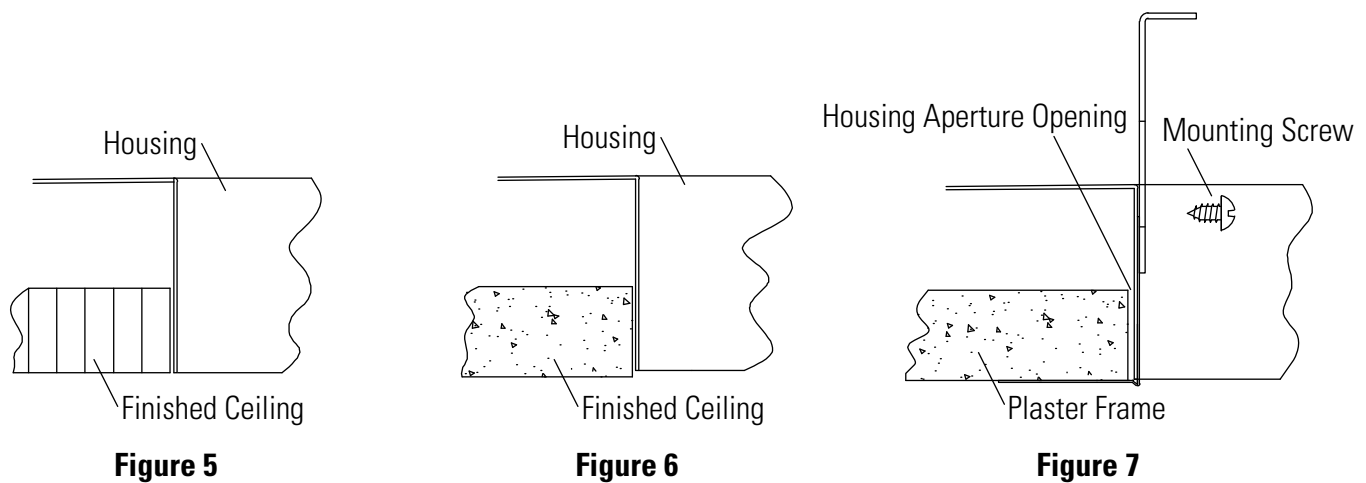 Housing
Finished Ceiling
Figure 5
Housing
Finished Ceiling
Figure 6
Housing Aperture Opening
Mounting Screw
Plaster Frame
Figure 7